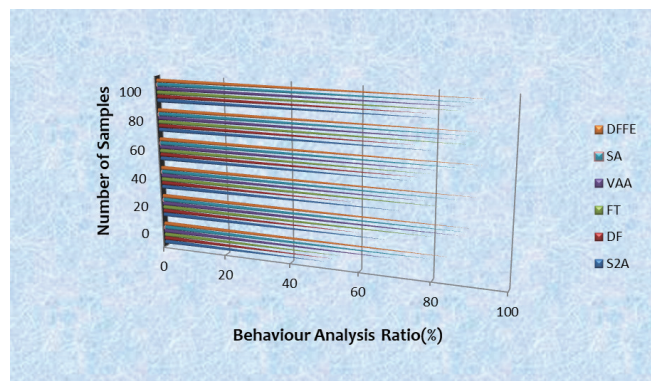 Number of Samples
100
80
60
40
20
0
0
20
40
60
80
100
Behaviour Analysis Ratio(%)
DFFE
SA
VAA
FT
DF
S2A